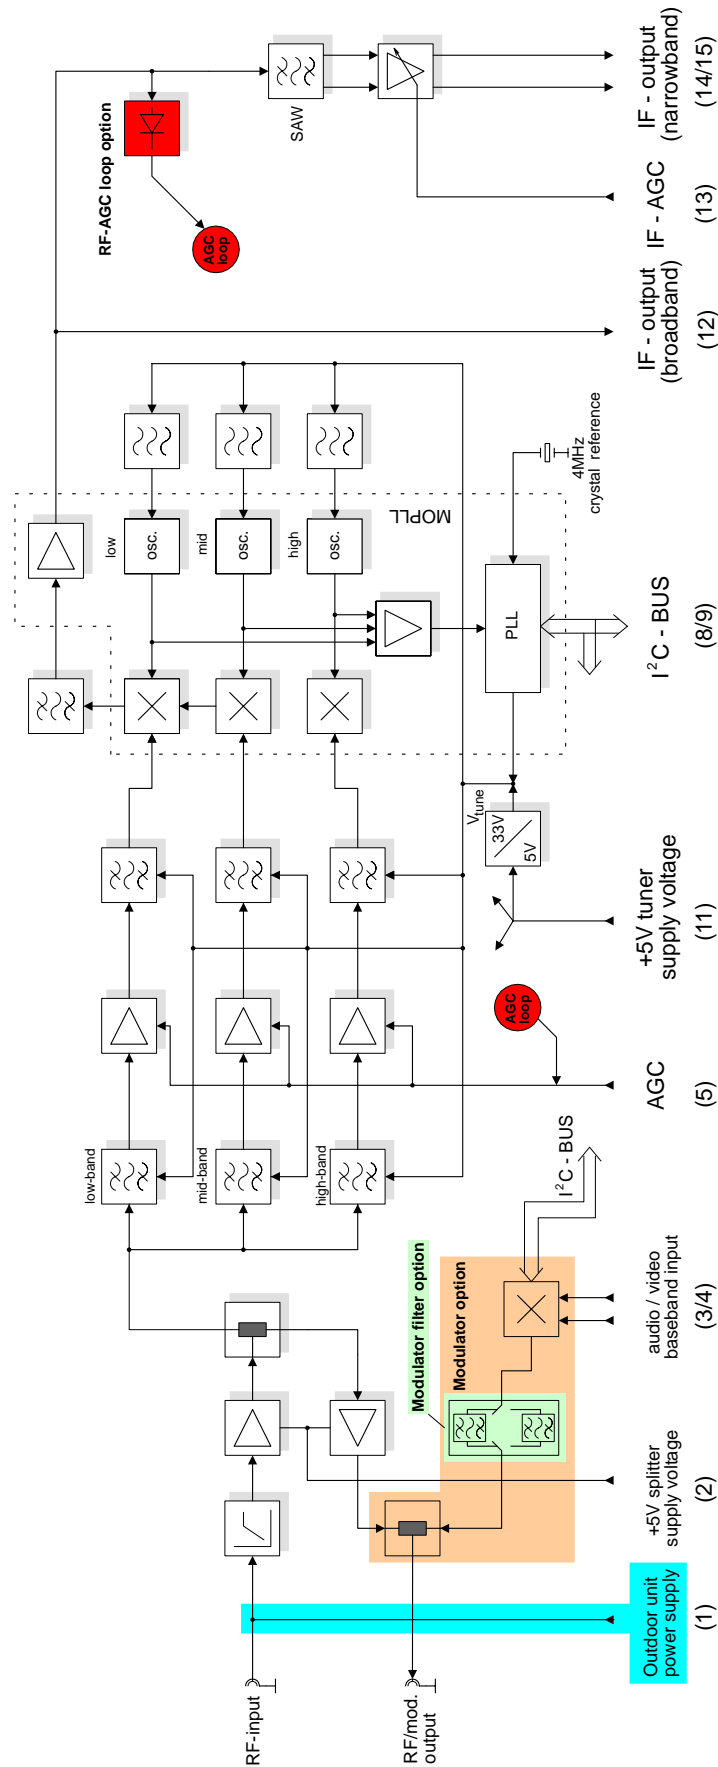 RF-input
RF/mod.
output
low-band
mid-band
high-band
Modulator filter option
Modulator option
I²C - BUS
AGC
loop
V tune
33V
5V
low
osc.
mid
osc.
high
osc.
MOPLL
PLL
4MHz
crystal reference
RF-AGC loop option
AGC
loop
SAW
Outdoor unit
power supply
(1)
+5V splitter
supply voltage
(2)
audio / video
baseband input
(3/4)
AGC
(5)
+5V tuner
supply voltage
(11)
I²C - BUS
(8/9)
IF - output
(broadband)
(12)
IF - AGC
(13)
IF - output
(narrowband)
(14/15)